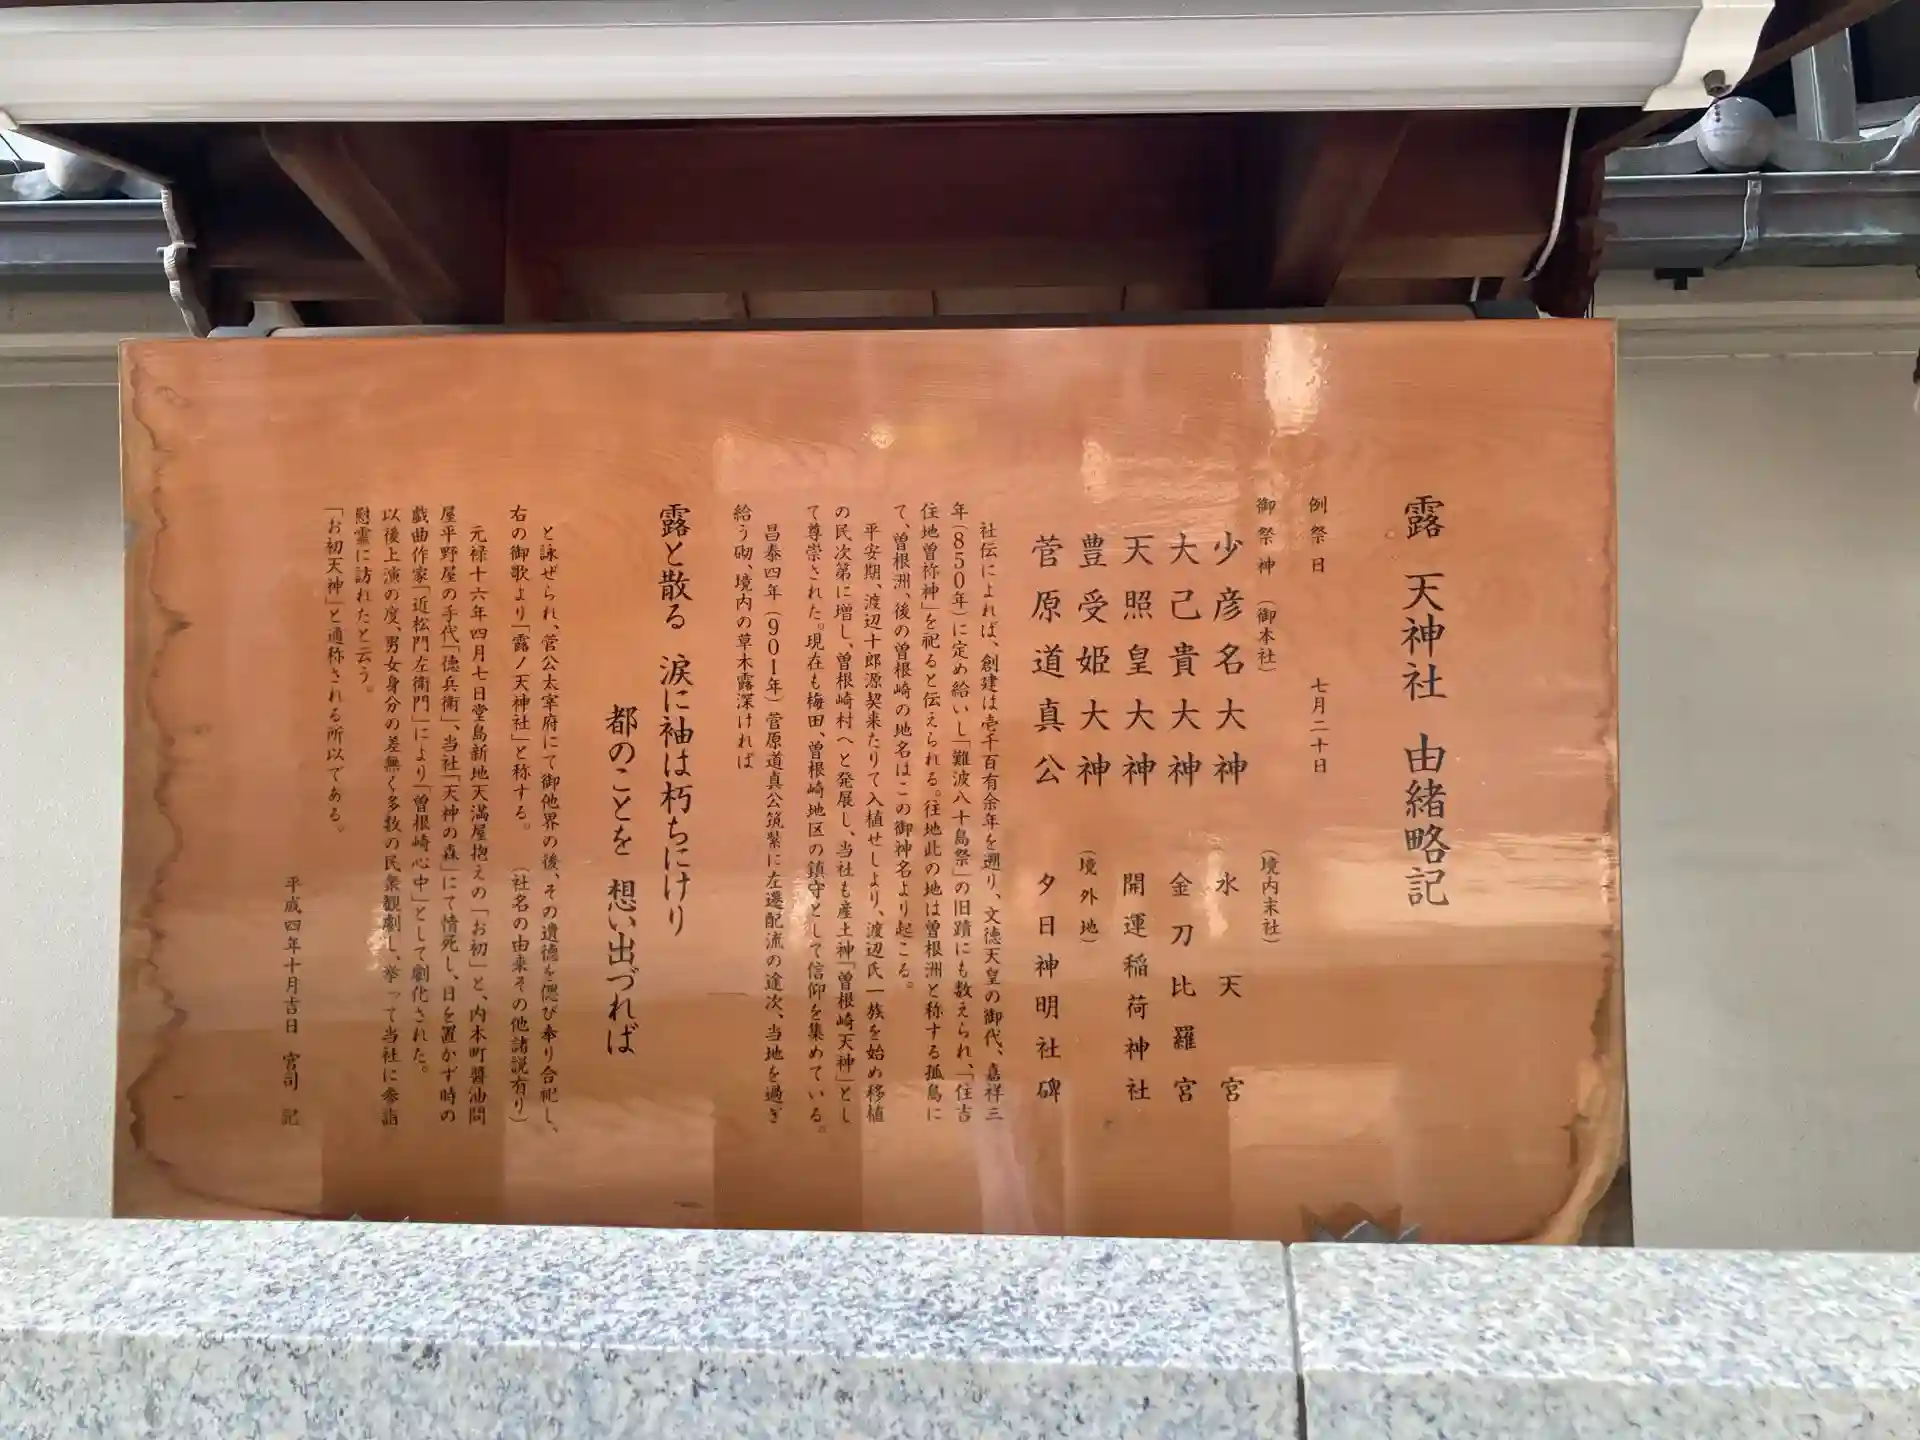 露 天神社 由緒略記
例祭日 七月二十日
御祭神(御本社)
(境内末社)
少彦名大神 水天宮
大己貴大神 金刀比羅宮
天照皇大神 開運稲荷神社
豊受姫大神 (境外地)
菅原道真公 夕日神明社碑
社伝によれば、創建は壱千百有余年を遡り、文徳天皇の御代、嘉祥三
年(850年)に定め給いし「難波八十島祭」の旧蹟にも数えられ、「住吉
住地曽祢神」を祀ると伝えられる。往地此の地は曽根洲と称する孤島に
て、曽根洲、後の曽根崎の地名はこの御神名より起こる。
平安期、渡辺十郎源契来たりて入植せしより、渡辺氏一族を始め移植
の民次第に増し、曽根崎村へと発展し、当社も産土神「曽根崎天神」とし
て尊崇された。現在も梅田、曽根崎地区の鎮守として信仰を集めている。
昌泰四年(901年)菅原道真公筑紫に左遷配流の途次、当地を過ぎ
給う砌、境内の草木露深ければ
露と散る 涙に袖は朽ちにけり
都のことを 想い出づれば
と詠ぜられ、菅公太宰府にて御他界の後、その遺徳を偲び奉り合祀し、
右の御歌より「露ノ天神社」と称する。 (社名の由来その他諸説有り)
元禄十六年四月七日堂島新地天満屋抱えの「お初」と、内本町醬油問
屋平野屋の手代「徳兵衛」、当社「天神の森」にて情死し、日を置かず時の
戯曲作家「近松門左衛門」により「曽根崎心中」として劇化された。
以後上演の度、男女身分の差無く多数の民衆観劇し、挙って当社に参詣
慰霊に訪れたと云う。
「お初天神」と通称される所以である。
平成四年十月吉日 宮司 記